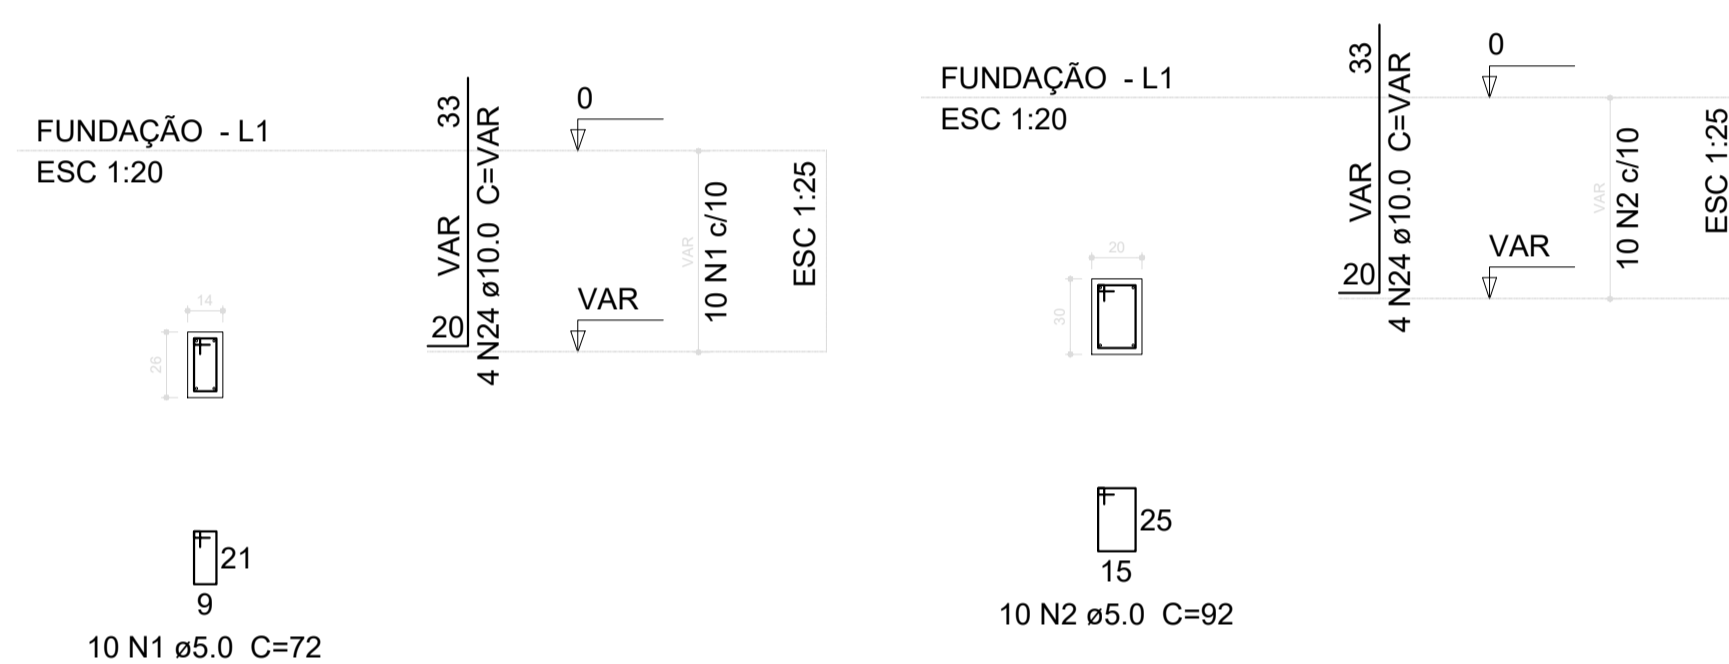 FUNDAÇÃO - L1
ESC 1:20
33
VAR
20
4 N24 ø10.0 C=VAR
0
VAR
VAR
10 N1 c/10
ESC 1:25
14
26
21
9
10 N1 ø5.0 C=72
FUNDAÇÃO - L1
ESC 1:20
33
VAR
20
4 N24 ø10.0 C=VAR
0
VAR
VAR
10 N2 c/10
ESC 1:25
20
30
25
15
10 N2 ø5.0 C=92